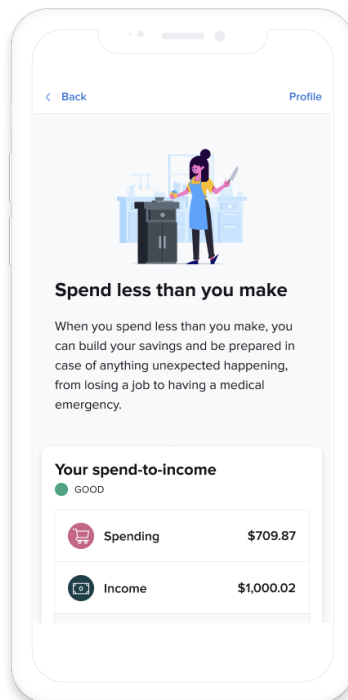 Back
Profile
Spend less than you make
When you spend less than you make, you
can build your savings and be prepared in
case of anything unexpected happening,
from losing a job to having a medical
emergency.
Your spend-to-income
GOOD
Spending $709.87
Income $1,000.02